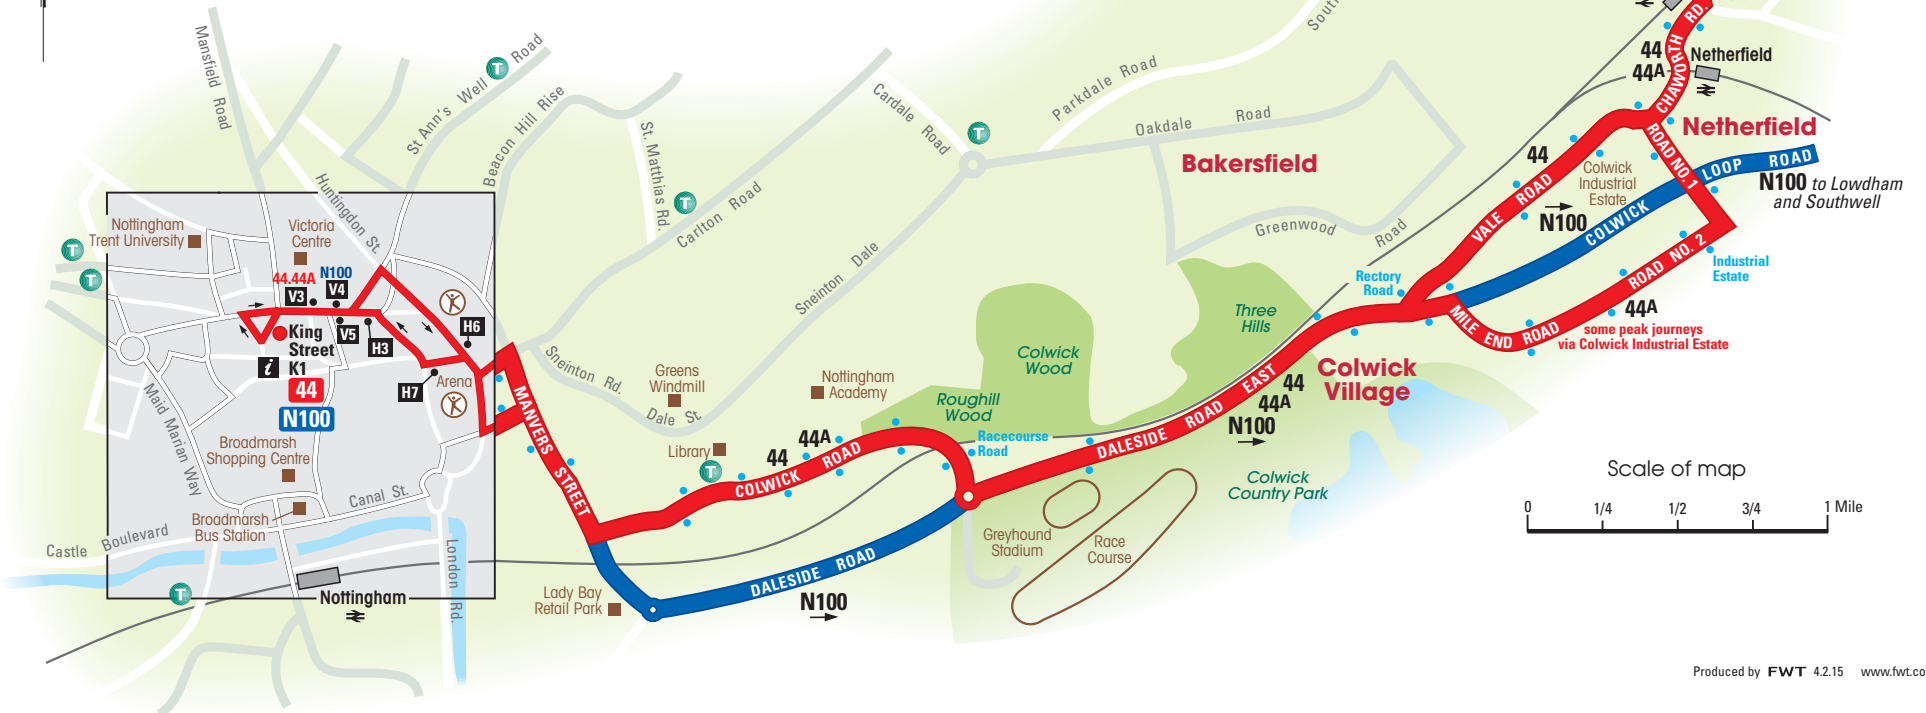 Mansfield Road
St Ann's Well Road
T
Beacon Hill Rise
St. Matthias Rd.
T
Carlton Road
Huntingdon St.
Cardale Road
T
Parkdale Road
Oakdale Road
Bakersfield
Greenwood Road
Sneinton Dale
44
44A
CHAWORTH RD.
Netherfield
Netherfield
ROAD NO. 1
LOOP ROAD
N100 to Lowdham
and Southwell
44
Colwick
Industrial
Estate
VALE ROAD
N100
COLWICK
ROAD NO. 2
Industrial
Estate
44A
some peak journeys
via Colwick Industrial Estate
MILE END ROAD
Rectory
Road
Three
Hills
Colwick
Wood
Colwick
Village
Roughhill
Wood
DALESIDE ROAD EAST
44
44A
N100
Colwick
Country Park
Racecourse
Road
Greyhound
Stadium
Race
Course
Nottingham
Academy
Greens
Windmill
Sneinton Rd.
Dale St.
Library
T
44
44A
COLWICK ROAD
MANVERS STREET
DALESIDE ROAD
N100
Lady Bay
Retail Park
Nottingham
Trent University
T
T
Victoria
Centre
44.44A
N100
V3
V4
V5
H3
H6
H7
King
Street
K1
i
44
N100
Arena
Maid Marian Way
Broadmarsh
Shopping Centre
Broadmarsh
Bus Station
Canal St.
Castle Boulevard
T
Nottingham
London Rd.
Scale of map
0 1/4 1/2 3/4 1 Mile
Produced by FWT 4.2.15 www.fwt.co